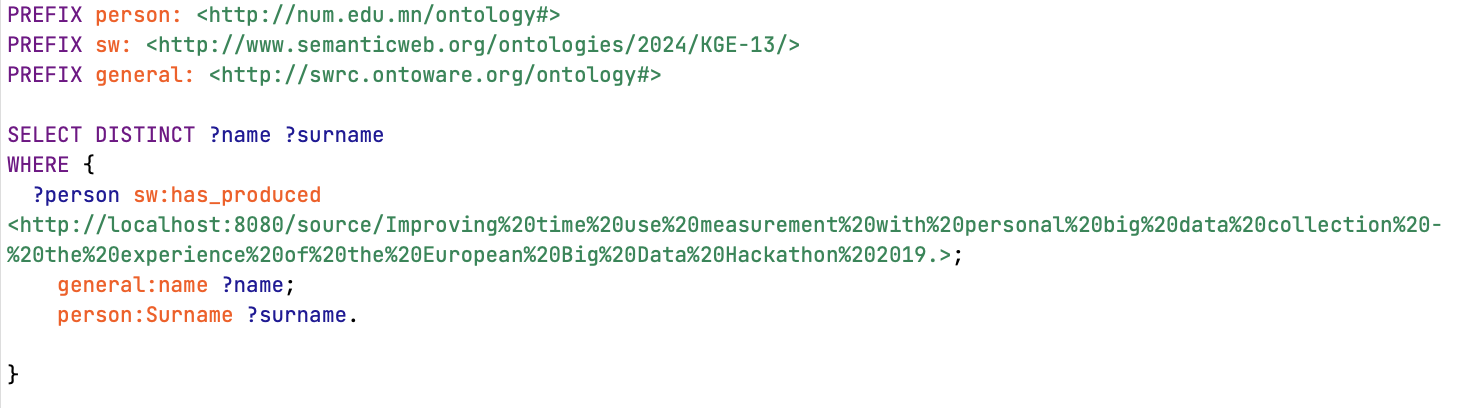 PREFIX person: <http://num.edu.mn/ontology#>
PREFIX sw: <http://www.semanticweb.org/ontologies/2024/KGE-13/>
PREFIX general: <http://swrc.ontoware.org/ontology#>
SELECT DISTINCT ?name ?surname
WHERE {
?person sw:has_produced
<http://localhost:8080/source/Improving%20time%20use%20measurement%20with%20personal%20big%20data%20collection%20-
%20the%20experience%20of%20the%20European%20Big%20Data%20Hackathon%202019.>;
general:name ?name;
person:Surname ?surname.
}